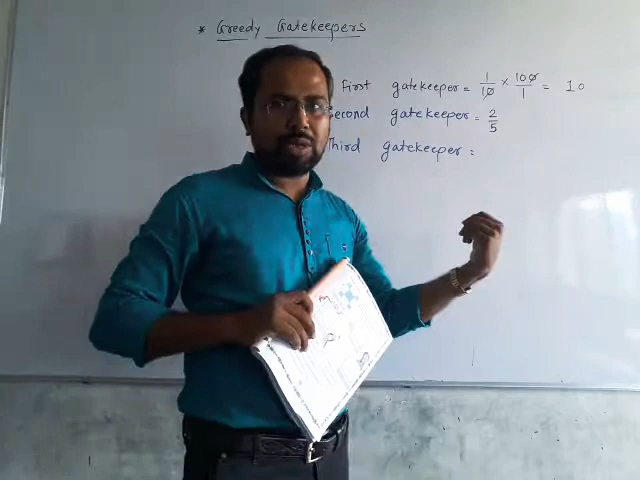 * Greedy Gatekeepers
First gatekeeper = 1/10 × 100/1 = 10
Second gatekeeper = 2/5
Third gatekeeper =